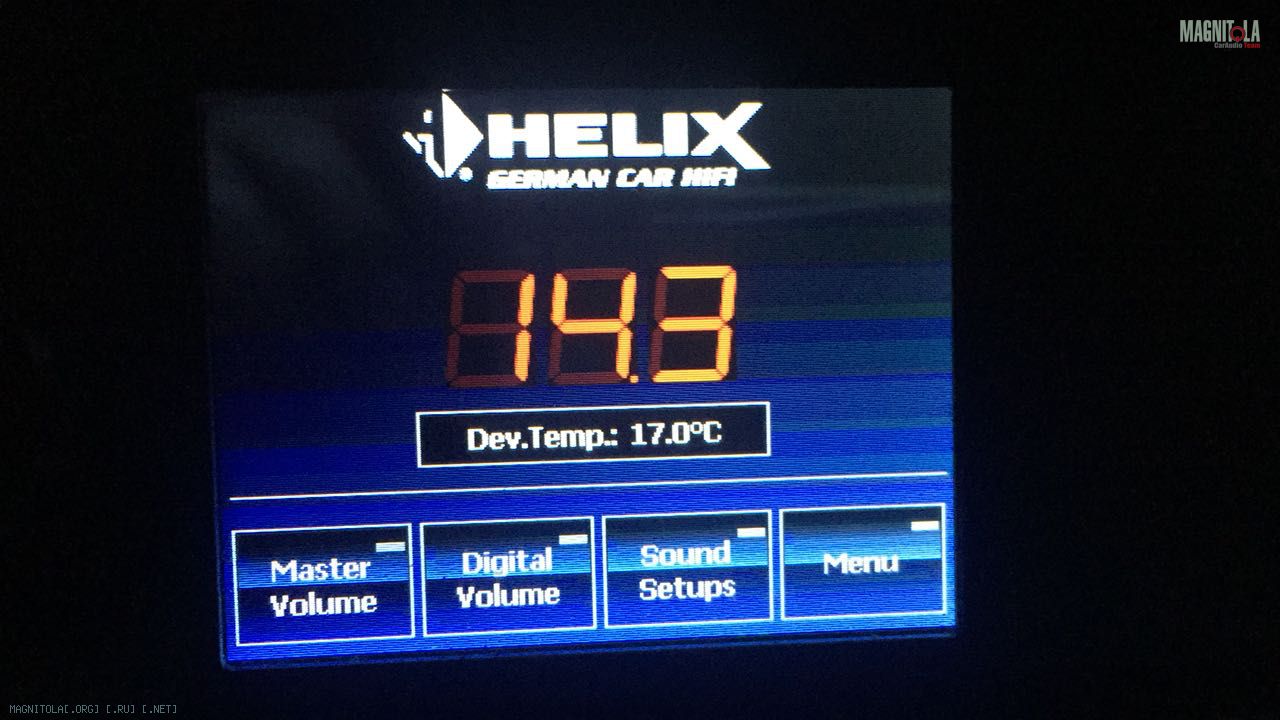 MAGNITOLA
CarAudio Team
HELIX
GERMAN CAR HIFI
14.3
Dev.Temp.: 17.0°C
Master
Volume
Digital
Volume
Sound
Setups
Menu
MAGNITOLA[.ORG] [.RU] [.NET]